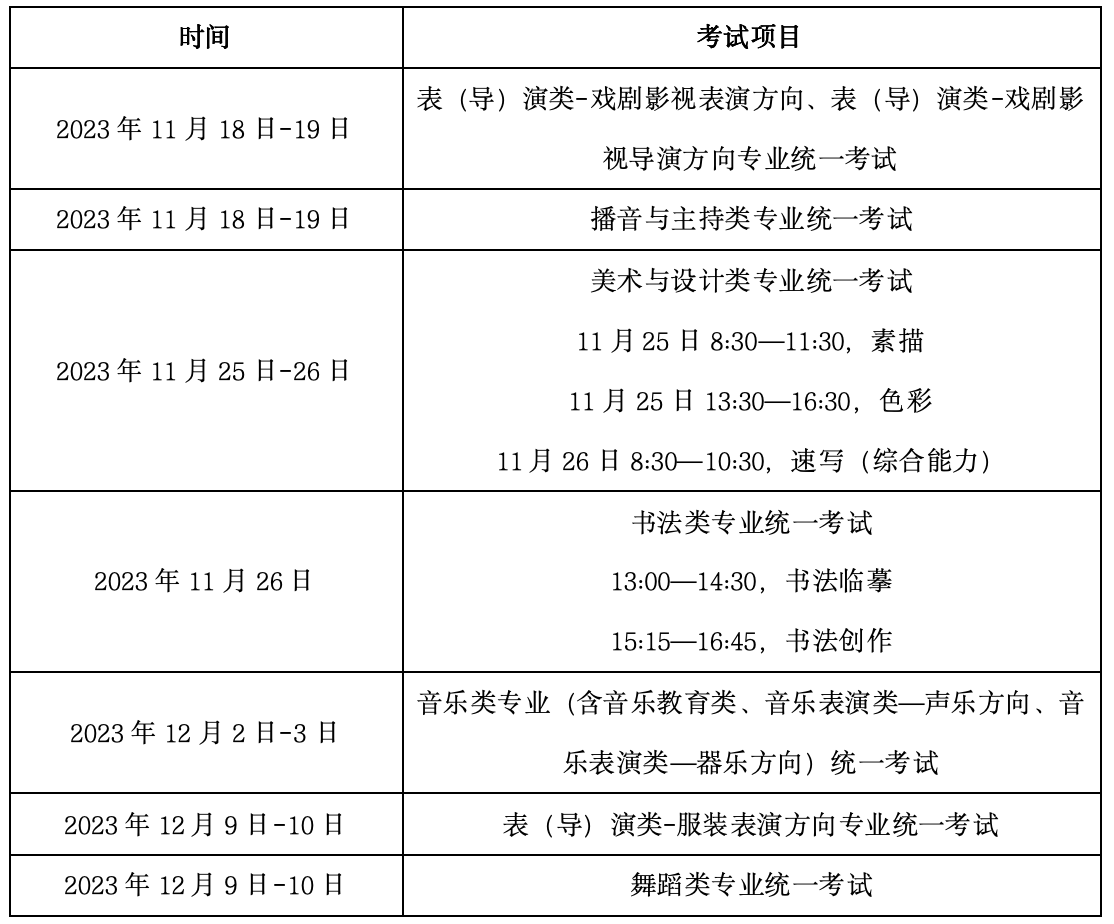 时间
考试项目
2023 年 11 月 18 日-19 日
表（导）演类-戏剧影视表演方向、表（导）演类-戏剧影
视导演方向专业统一考试
2023 年 11 月 18 日-19 日
播音与主持类专业统一考试
2023 年 11 月 25 日-26 日
美术与设计类专业统一考试
11 月 25 日 8:30—11:30，素描
11 月 25 日 13:30—16:30，色彩
11 月 26 日 8:30—10:30，速写（综合能力）
2023 年 11 月 26 日
书法类专业统一考试
13:00—14:30，书法临摹
15:15—16:45，书法创作
2023 年 12 月 2 日-3 日
音乐类专业（含音乐教育类、音乐表演类—声乐方向、音
乐表演类—器乐方向）统一考试
2023 年 12 月 9 日-10 日
表（导）演类-服装表演方向专业统一考试
2023 年 12 月 9 日-10 日
舞蹈类专业统一考试